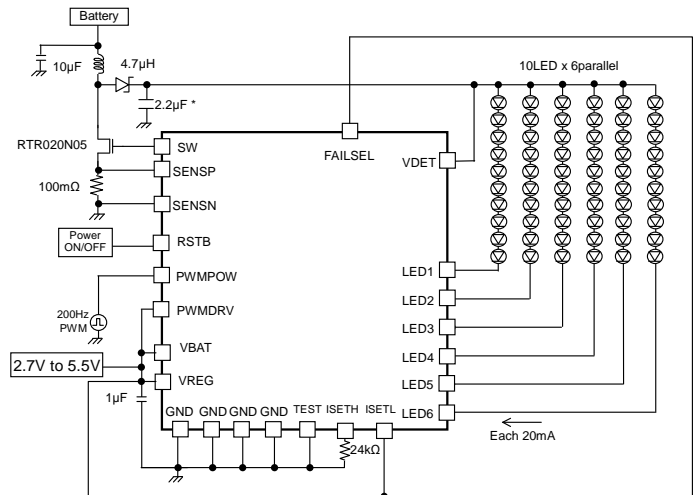 Battery
10µF
4.7µH
10LED x 6parallel
2.2µF *
RTR020N05
SW
FAILSEL
VDET
SENSP
100mΩ
SENSN
Power
ON/OFF
RSTB
PWMPOW
LED1
LED2
200Hz
PWM
PWMDRV
LED3
VBAT
LED4
2.7V to 5.5V
VREG
LED5
1µF
GND GND GND GND TEST ISETH ISETL
LED6
24kΩ
Each 20mA